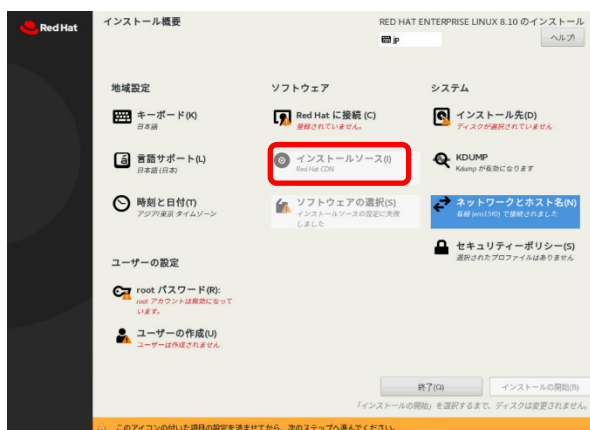 Red Hat
インストール概要
RED HAT ENTERPRISE LINUX 8.10 のインストール
jp
ヘルプ!
地域設定
キーボード(K)
日本語
言語サポート(L)
日本語 (日本)
時刻と日付(T)
アジア/東京 タイムゾーン
ソフトウェア
Red Hat に接続 (C)
登録されていません。
インストールソース(I)
Red Hat CDN
ソフトウェアの選択(S)
インストールソースの設定に失敗
しました
システム
インストール先(D)
ディスクが選択されていません
KDUMP
Kdump が有効になります
ネットワークとホスト名(N)
有線 (ens1f0) で接続されました
セキュリティーポリシー(S)
選択されたプロファイルはありません
ユーザーの設定
root パスワード(R):
root アカウントは無効になって
います。
ユーザーの作成(U)
ユーザーは作成されません
終了(Q)
インストールの開始(B)
「インストールの開始」を選択するまで、ディスクは変更されません。
このアイコンの付いた項目の設定を済ませてから、次のステップへ進んでください。